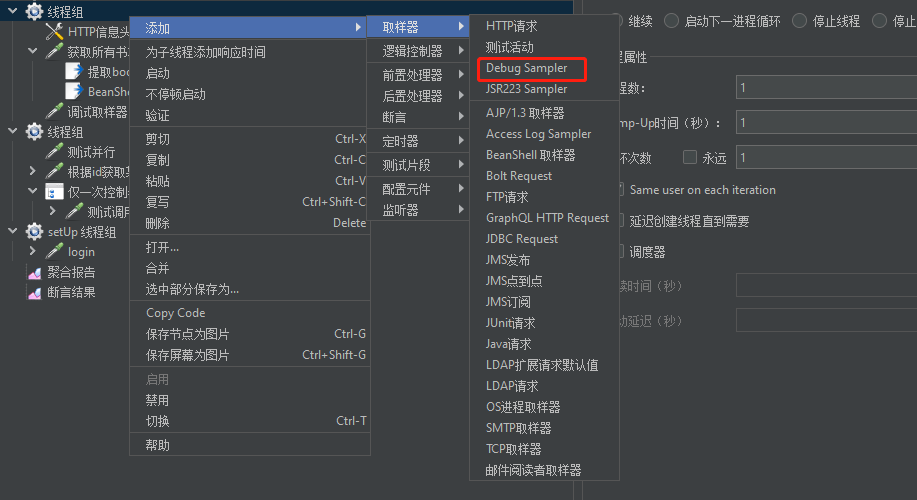 线程组
HTTP信息头
获取所有书
提取boo
BeanShe
调试取样器
线程组
测试并行
根据id获取某
仅一次控制
测试调用
setUp 线程组
login
聚合报告
断言结果
添加
为子线程添加响应时间
启动
不停顿启动
验证
剪切 Ctrl-X
复制 Ctrl-C
粘贴 Ctrl-V
复写 Ctrl+Shift-C
删除 Delete
打开...
合并
选中部分保存为...
Copy Code
保存节点为图片 Ctrl-G
保存屏幕为图片 Ctrl+Shift-G
启用
禁用
切换 Ctrl-T
帮助
取样器
逻辑控制器
前置处理器
后置处理器
断言
定时器
测试片段
配置元件
监听器
HTTP请求
测试活动
Debug Sampler
JSR223 Sampler
AJP/1.3 取样器
Access Log Sampler
BeanShell 取样器
Bolt Request
FTP请求
GraphQL HTTP Request
JDBC Request
JMS发布
JMS点到点
JMS订阅
JUnit请求
Java请求
LDAP扩展请求默认值
LDAP请求
OS进程取样器
SMTP取样器
TCP取样器
邮件阅读者取样器
继续 启动下一进程循环 停止线程 停止
程属性
程数: 1
mp-Up时间（秒）: 1
环次数 永远 1
Same user on each iteration
延迟创建线程直到需要
调度器
续时间（秒）
动延迟（秒）